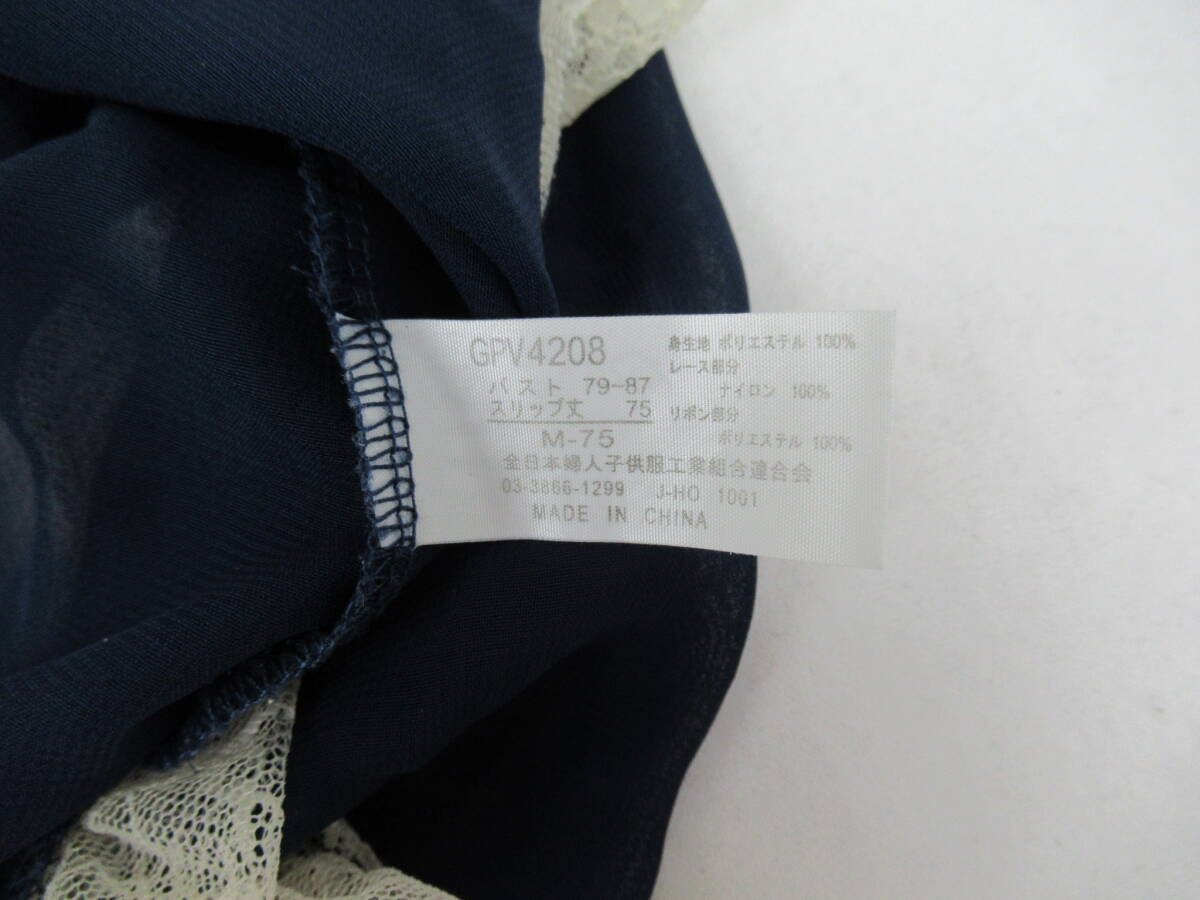 GPV4208
バスト 79-87
スリップ丈 75
M-75
身生地 ポリエステル 100%
レース部分
ナイロン 100%
リボン部分
ポリエステル 100%
全日本婦人子供服工業組合連合会
03-3866-1299 J-HO 1001
MADE IN CHINA